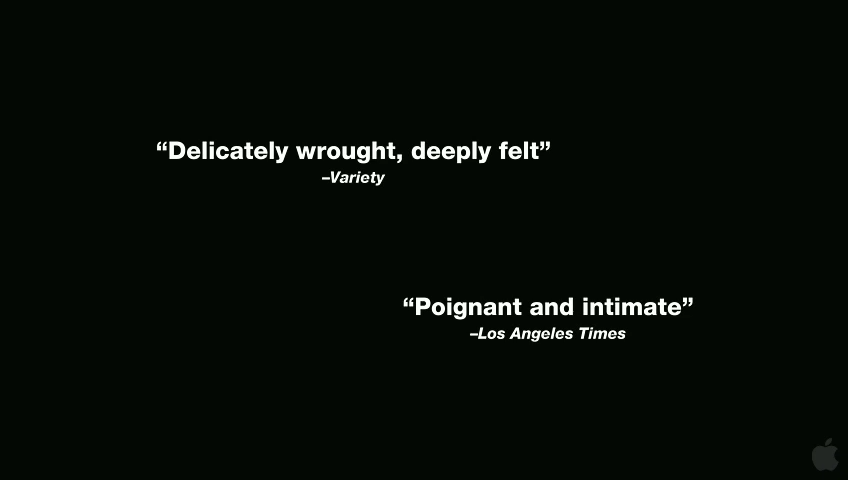 “Delicately wrought, deeply felt”
–Variety
“Poignant and intimate”
–Los Angeles Times